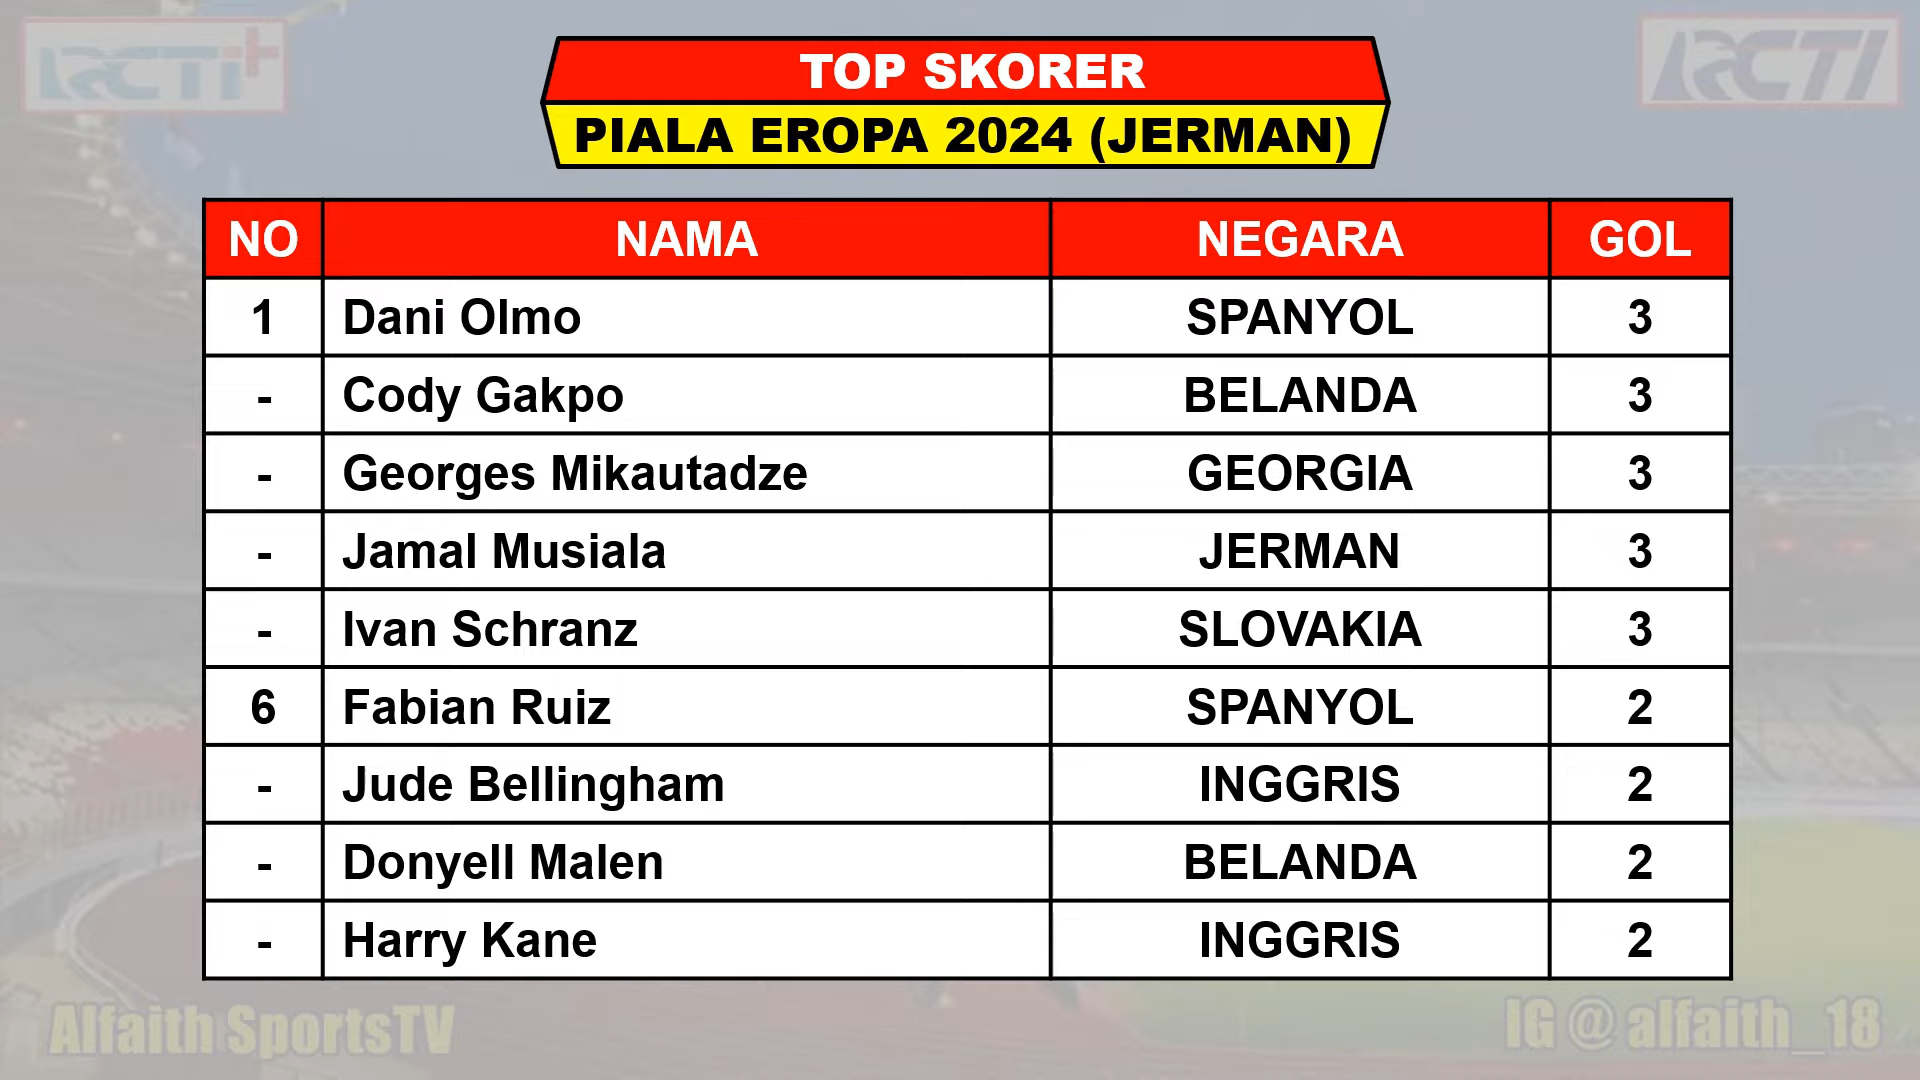 RCTI+
RCTI
TOP SKORER
PIALA EROPA 2024 (JERMAN)
NO NAMA NEGARA GOL
1 Dani Olmo SPANYOL 3
- Cody Gakpo BELANDA 3
- Georges Mikautadze GEORGIA 3
- Jamal Musiala JERMAN 3
- Ivan Schranz SLOVAKIA 3
6 Fabian Ruiz SPANYOL 2
- Jude Bellingham INGGRIS 2
- Donyell Malen BELANDA 2
- Harry Kane INGGRIS 2
Alfaith SportsTV
IG @ alfaith_18